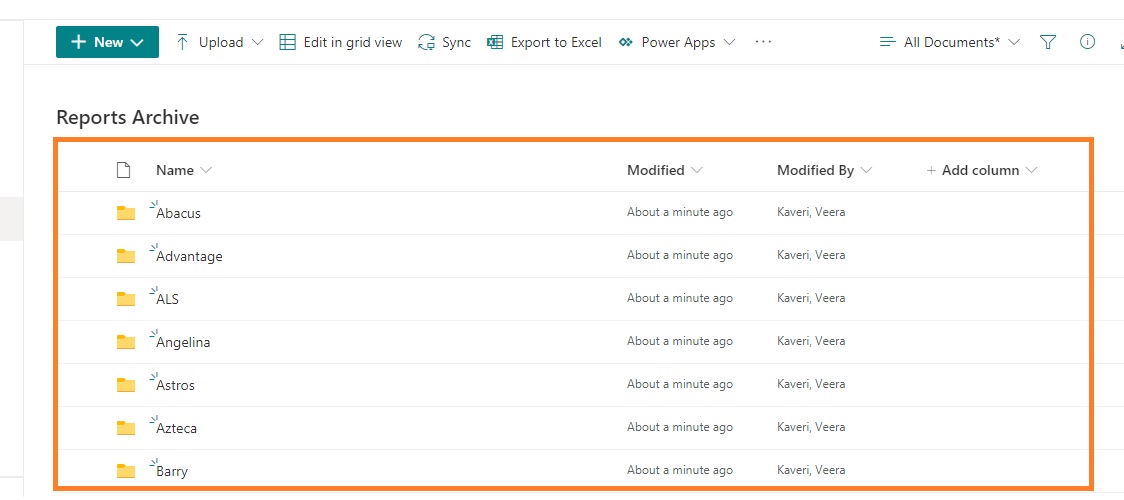 New Upload Edit in grid view Sync Export to Excel Power Apps ... All Documents*
Reports Archive
Name Modified Modified By + Add column
Abacus About a minute ago Kaveri, Veera
Advantage About a minute ago Kaveri, Veera
ALS About a minute ago Kaveri, Veera
Angelina About a minute ago Kaveri, Veera
Astros About a minute ago Kaveri, Veera
Azteca About a minute ago Kaveri, Veera
Barry About a minute ago Kaveri, Veera